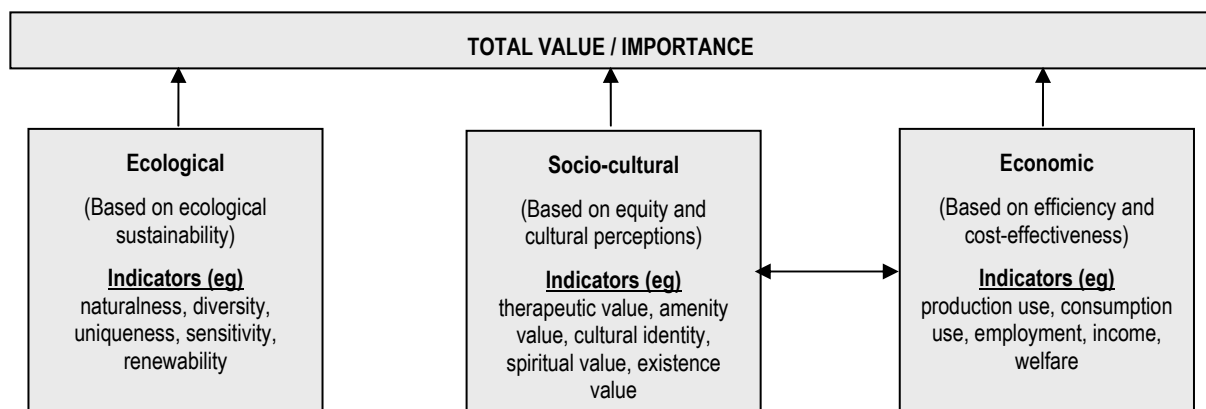 TOTAL VALUE / IMPORTANCE
Ecological
(Based on ecological
sustainability)
Indicators (eg)
naturalness, diversity,
uniqueness, sensitivity,
renewability
Socio-cultural
(Based on equity and
cultural perceptions)
Indicators (eg)
therapeutic value, amenity
value, cultural identity,
spiritual value, existence
value
Economic
(Based on efficiency and
cost-effectiveness)
Indicators (eg)
production use, consumption
use, employment, income,
welfare